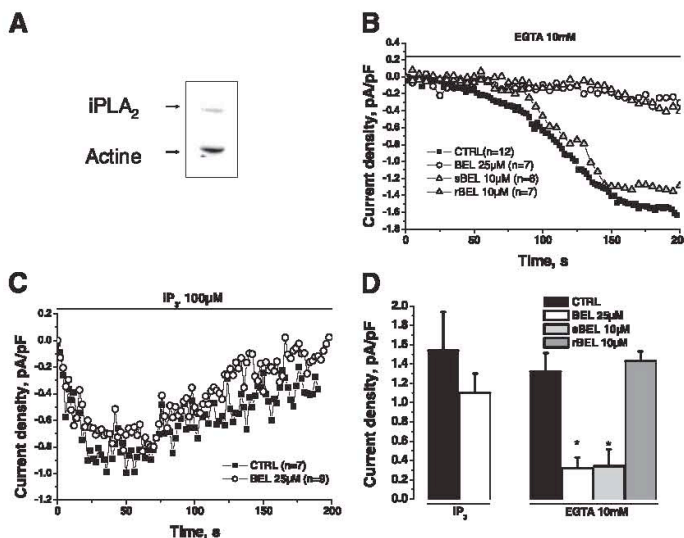 A
iPLA2
Actine
B
EGTA 10mM
Current density, pA/pF
0,4
0,2
0,0
-0,2
-0,4
-0,6
-0,8
-1,0
-1,2
-1,4
-1,6
-1,8
CTRL(n=12)
BEL 25µM (n=7)
sBEL 10µM (n=6)
rBEL 10µM (n=7)
0 50 100 150 200
Time, s
C
IP3 100µM
Current density, pA/pF
0,2
0,0
-0,2
-0,4
-0,6
-0,8
-1,0
-1,2
CTRL (n=7)
BEL 25µM (n=9)
0 50 100 150 200
Time, s
D
Current density, pA/pF
2,0
1,8
1,6
1,4
1,2
1,0
0,8
0,6
0,4
0,2
0,0
CTRL
BEL 25µM
sBEL 10µM
rBEL 10µM
* *
IP3
EGTA 10mM